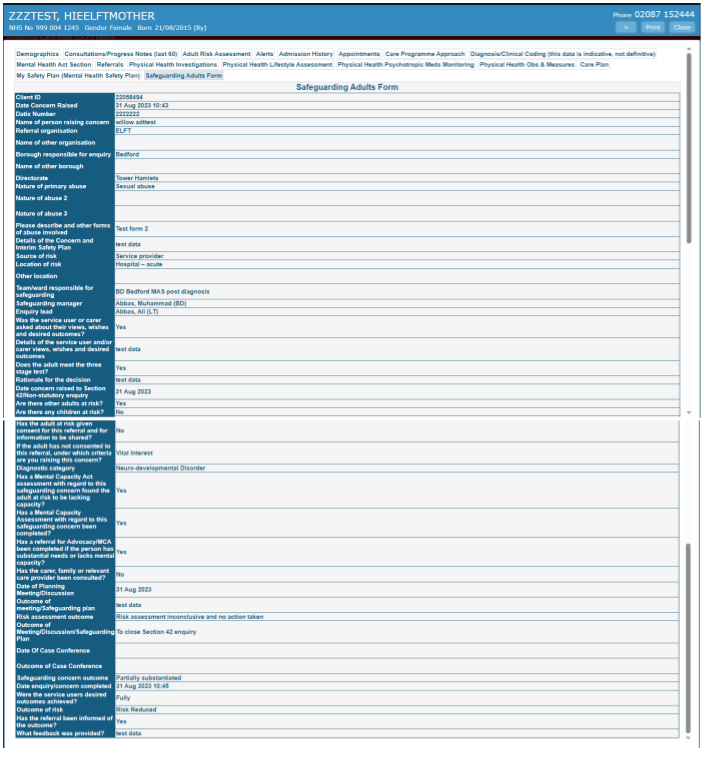 ZZZTEST, HIEELFTMOTHER
Phone 02087 152444
NHS No 999 004 1245 Gender Female Born 21/08/2015 (8y)
> Print Close
Demographics Consultations/Progress Notes (last 60) Adult Risk Assessment Alerts Admission History Appointments Care Programme Approach Diagnosis/Clinical Coding (this data is indicative, not definitive)
Mental Health Act Section Referrals Physical Health Investigations Physical Health Lifestyle Assessment Physical Health Psychotropic Meds Monitoring Physical Health Obs & Measures Care Plan
My Safety Plan (Mental Health Safety Plan) Safeguarding Adults Form
Safeguarding Adults Form
Client ID 22058494
Date Concern Raised 31 Aug 2023 10:43
Datix Number 2222222
Name of person raising concern willow adttest
Referral organisation ELFT
Name of other organisation
Borough responsible for enquiry Bedford
Name of other borough
Directorate Tower Hamlets
Nature of primary abuse Sexual abuse
Nature of abuse 2
Nature of abuse 3
Please describe and other forms
of abuse involved Test form 2
Details of the Concern and
Interim Safety Plan test data
Source of risk Service provider
Location of risk Hospital – acute
Other location
Team/ward responsible for
safeguarding BD Bedford MAS post diagnosis
Safeguarding manager Abbas, Muhammad (BD)
Enquiry lead Abbas, Ali (LT)
Was the service user or carer
asked about their views, wishes
and desired outcomes? Yes
Details of the service user and/or
carer views, wishes and desired
outcomes test data
Does the adult meet the three
stage test? Yes
Rationale for the decision test data
Date concern raised to Section
42/Non-statutory enquiry 31 Aug 2023
Are there other adults at risk? Yes
Are there any children at risk? No
Has the adult at risk given
consent for this referral and for
information to be shared? No
If the adult has not consented to
this referral, under which criteria
are you raising this concern? Vital Interest
Diagnostic category Neuro-developmental Disorder
Has a Mental Capacity Act
assessment with regard to this
safeguarding concern found the
adult at risk to be lacking
capacity? Yes
Has a Mental Capacity
Assessment with regard to this
safeguarding concern been
completed? Yes
Has a referral for Advocacy/MCA
been completed if the person has
substantial needs or lacks mental
capacity? Yes
Has the carer, family or relevant
care provider been consulted? No
Date of Planning
Meeting/Discussion 31 Aug 2023
Outcome of
meeting/Safeguarding plan test data
Risk assessment outcome Risk assessment inconclusive and no action taken
Outcome of
Meeting/Discussion/Safeguarding
Plan To close Section 42 enquiry
Date Of Case Conference
Outcome of Case Conference
Safeguarding concern outcome Partially substantiated
Date enquiry/concern completed 31 Aug 2023 10:45
Were the service users desired
outcomes achieved? Fully
Outcome of risk Risk Reduced
Has the referral been informed of
the outcome? Yes
What feedback was provided? test data